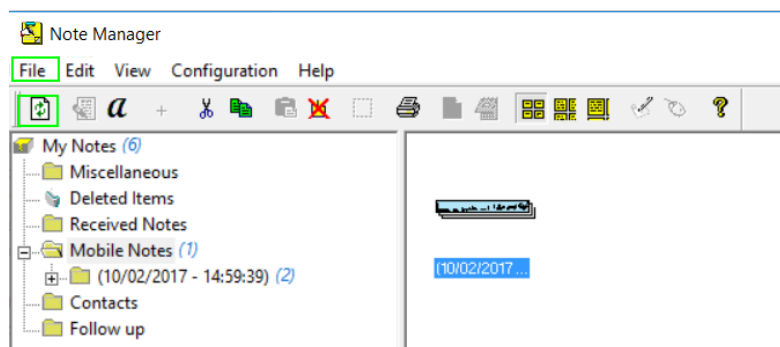 Note Manager
File Edit View Configuration Help
a ?
My Notes (6)
Miscellaneous
Deleted Items
Received Notes
Mobile Notes (1)
(10/02/2017 - 14:59:39) (2)
(10/02/2017 ...
Contacts
Follow up